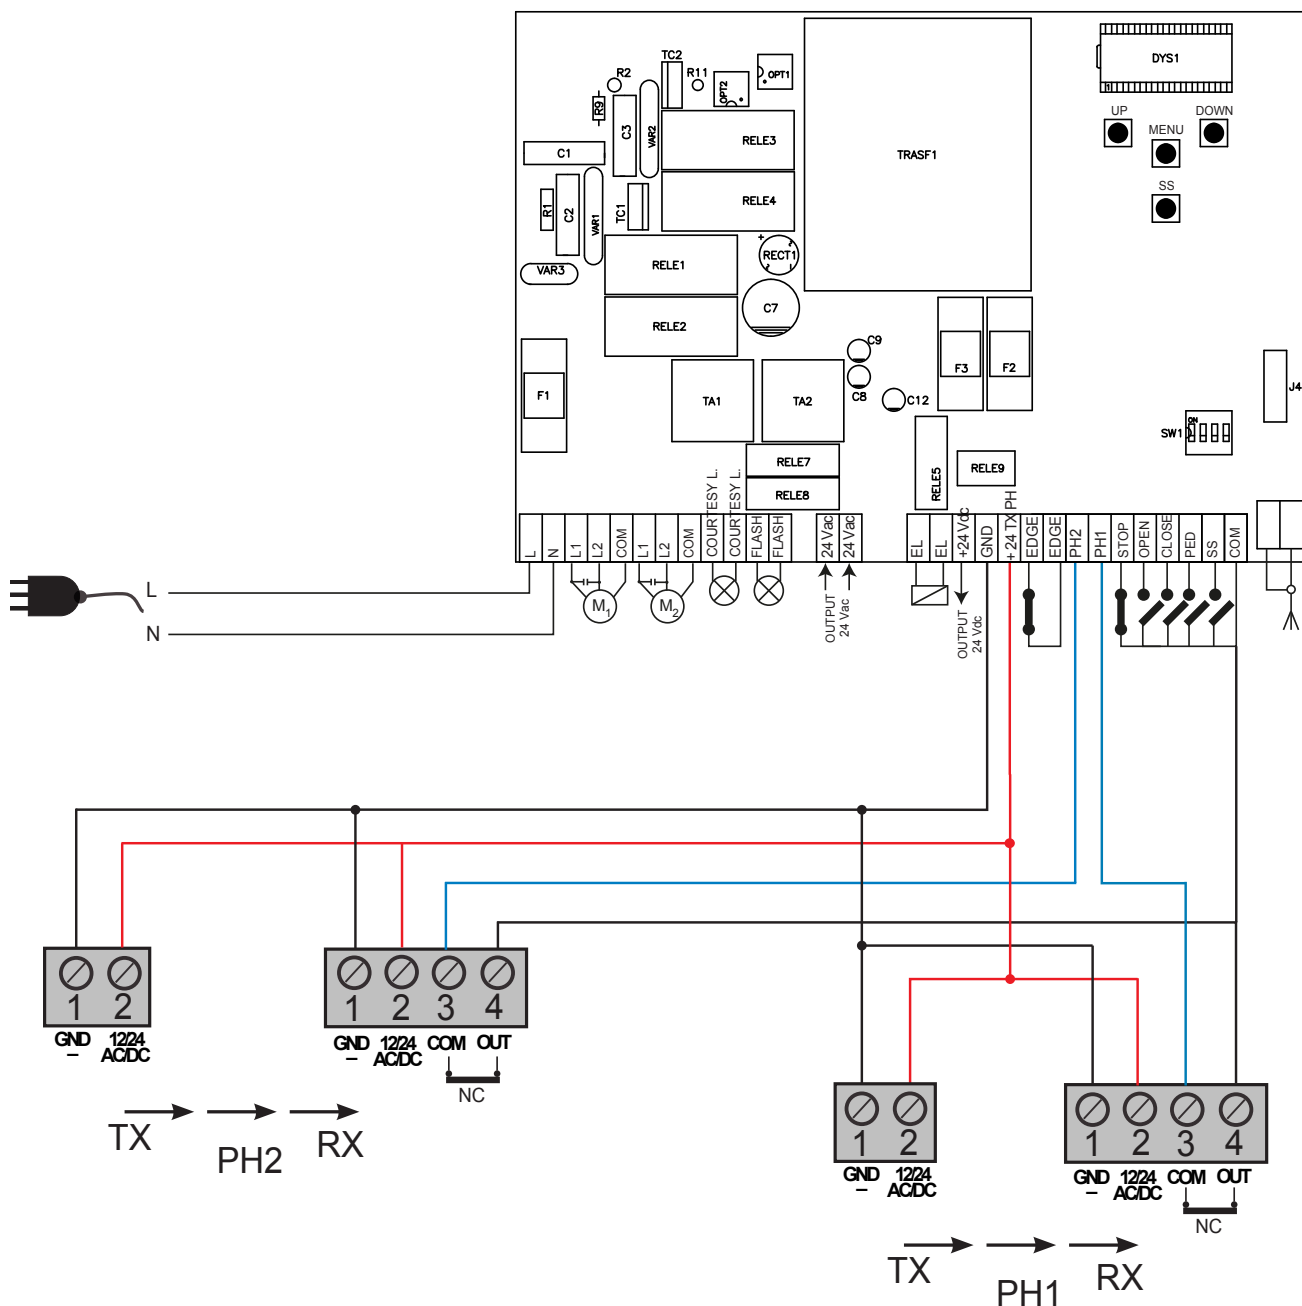 TC2
R2
R11
OPT1
OPT2
DYS1
1
R9
C3
VAR2
RELE3
TRASF1
UP
DOWN
MENU
SS
C1
R1
C2
VAR1
TC1
RELE4
VAR3
RELE1
RECT1
+
RELE2
C7
C9
C8
C12
F1
TA1
TA2
F3
F2
J4
SW1
ON
RELE7
RELE8
RELE5
RELE9
L
N
L1
L2
COM
L1
L2
COM
COURTESY L.
COURTESY L.
FLASH
FLASH
24 Vac
24 Vac
EL
EL
+24 Vdc
GND
+ 24 TX PH
EDGE
EDGE
PH2
PH1
STOP
OPEN
CLOSE
PED
SS
COM
L
N
M1
M2
OUTPUT
24 Vac
OUTPUT
24 Vdc
1 2
GND 12/24
– AC/DC
1 2 3 4
GND 12/24 COM OUT
– AC/DC
NC
TX PH2 RX
1 2
GND 12/24
– AC/DC
1 2 3 4
GND 12/24 COM OUT
– AC/DC
NC
TX PH1 RX